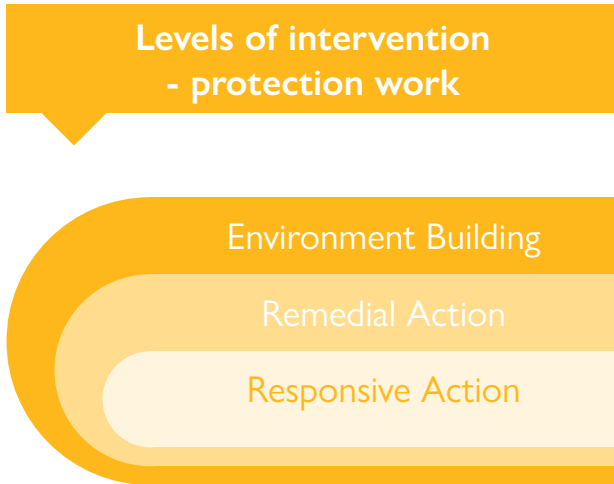 Levels of intervention
- protection work
Environment Building
Remedial Action
Responsive Action